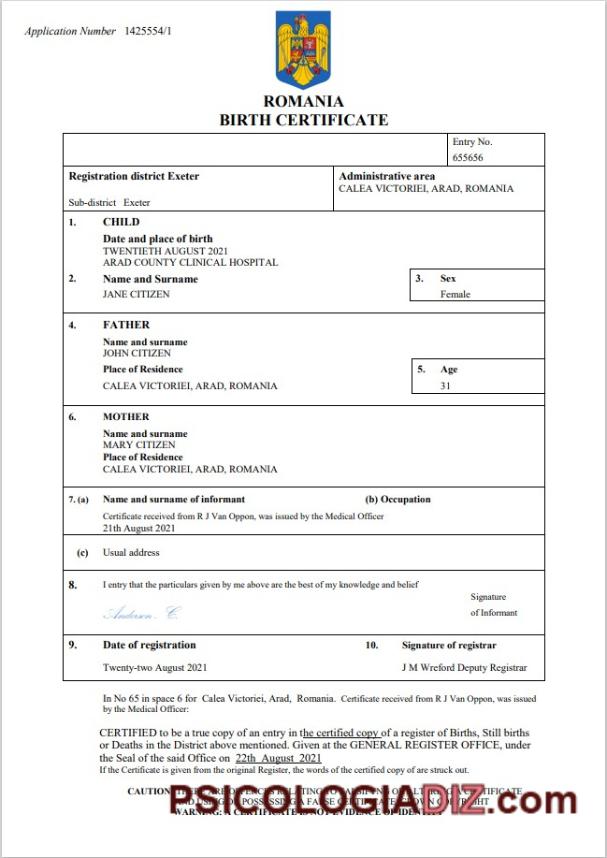 Application Number 1425554/1
ROMANIA
BIRTH CERTIFICATE
Entry No.
655656
Registration district Exeter
Sub-district Exeter
Administrative area
CALEA VICTORIEI, ARAD, ROMANIA
1. CHILD
Date and place of birth
TWENTIETH AUGUST 2021
ARAD COUNTY CLINICAL HOSPITAL
2. Name and Surname
JANE CITIZEN
3. Sex
Female
4. FATHER
Name and surname
JOHN CITIZEN
Place of Residence
CALEA VICTORIEI, ARAD, ROMANIA
5. Age
31
6. MOTHER
Name and surname
MARY CITIZEN
Place of Residence
CALEA VICTORIEI, ARAD, ROMANIA
7. (a) Name and surname of informant
(b) Occupation
Certificate received from R J Van Oppon, was issued by the Medical Officer
21th August 2021
(c) Usual address
8. I entry that the particulars given by me above are the best of my knowledge and belief
Anderson. C.
Signature
of Informant
9. Date of registration
Twenty-two August 2021
10. Signature of registrar
J M Wreford Deputy Registrar
In No 65 in space 6 for Calea Victoriei, Arad, Romania. Certificate received from R J Van Oppon, was issued
by the Medical Officer:
CERTIFIED to be a true copy of an entry in the certified copy of a register of Births, Still births
or Deaths in the District above mentioned. Given at the GENERAL REGISTER OFFICE, under
the Seal of the said Office on 22th August 2021
If the Certificate is given from the original Register, the words of the certified copy of are struck out.
CAUTION
WARNING: A CERTIFICATE IS NOT EVIDENCE OF IDENTITY
PSICOLOGIADIZ.com